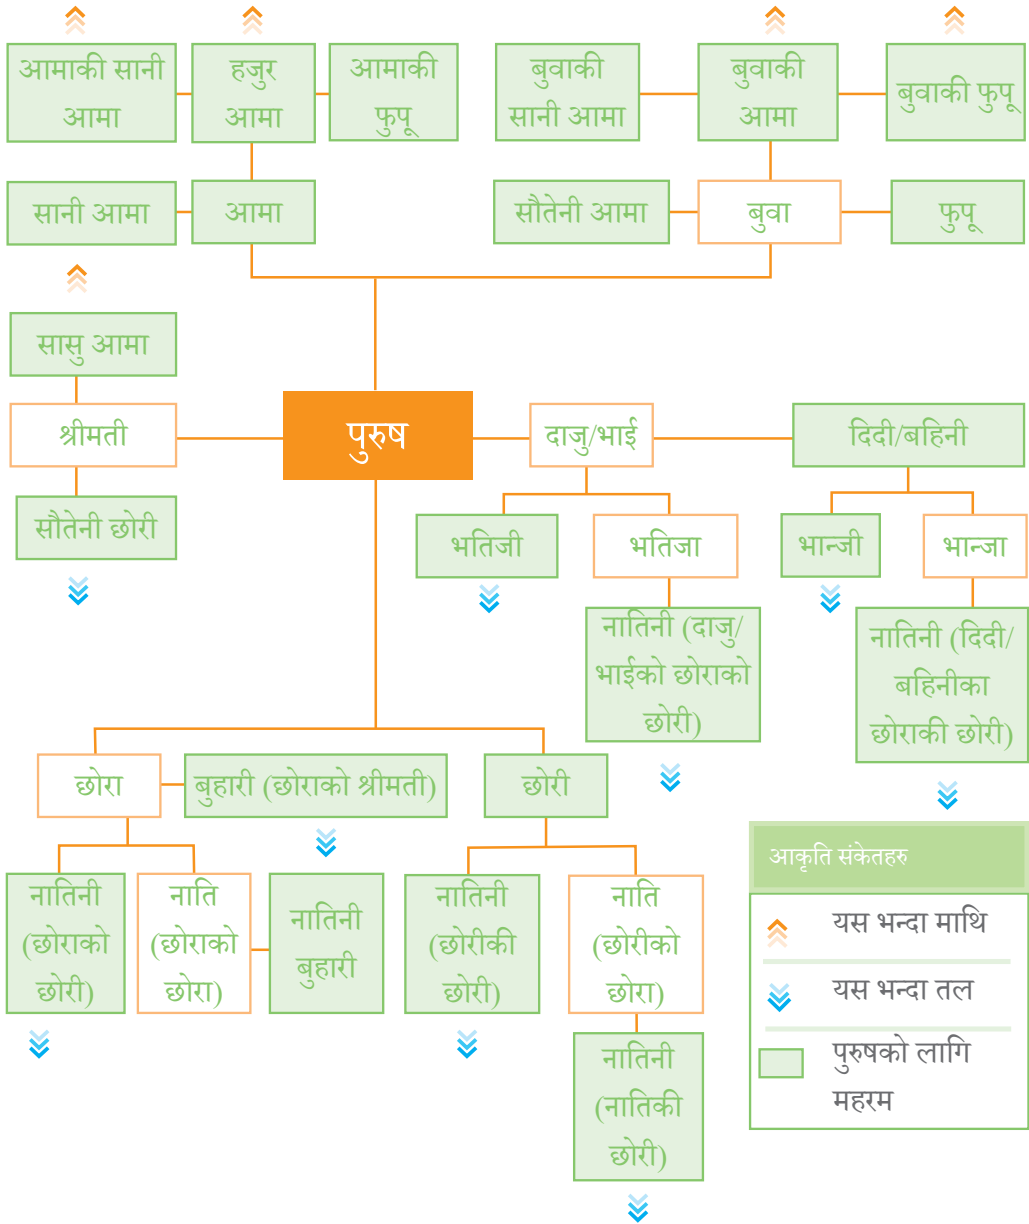 आमाकी सानी
आमा
हजुर
आमा
आमाकी
फुपू
बुवाकी
सानी आमा
बुवाकी
आमा
बुवाकी फुपू
सानी आमा
आमा
सौतेनी आमा
बुवा
फुपू
सासु आमा
श्रीमती
पुरुष
दाजु/भाई
दिदी/बहिनी
सौतेनी छोरी
भतिजी
भतिजा
भान्जी
भान्जा
नातिनी (दाजु/
भाईको छोराको
छोरी)
नातिनी (दिदी/
बहिनीका
छोराकी छोरी)
छोरा
बुहारी (छोराको श्रीमती)
छोरी
नातिनी
(छोराको
छोरी)
नाति
(छोराको
छोरा)
नातिनी
बुहारी
नातिनी
(छोरीकी
छोरी)
नाति
(छोरीको
छोरा)
नातिनी
(नातिकी
छोरी)
आकृति संकेतहरु
यस भन्दा माथि
यस भन्दा तल
पुरुषको लागि
महरम